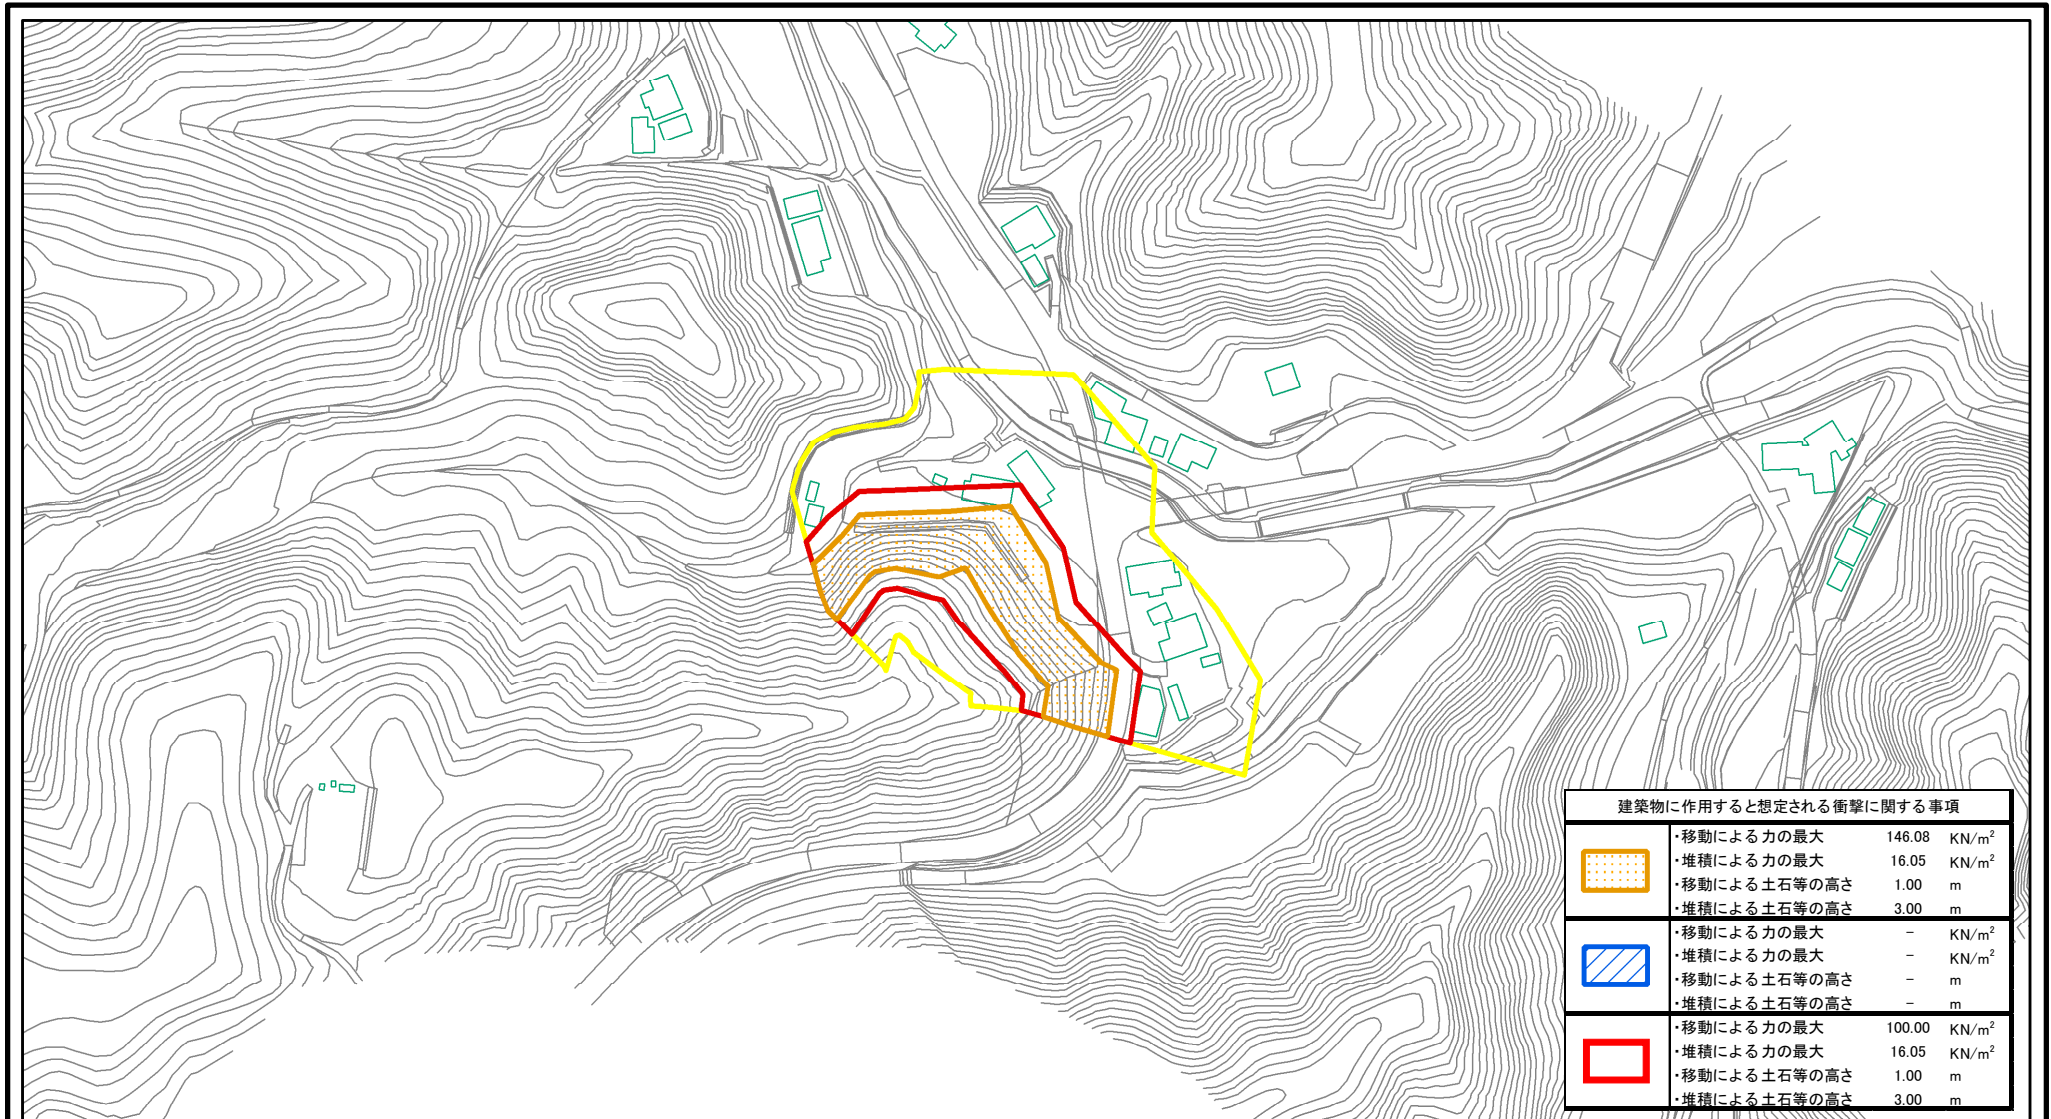 建築物に作用すると想定される衝撃に関する事項
・移動による力の最大 146.08 KN/m²
・堆積による力の最大 16.05 KN/m²
・移動による土石等の高さ 1.00 m
・堆積による土石等の高さ 3.00 m
・移動による力の最大 － KN/m²
・堆積による力の最大 － KN/m²
・移動による土石等の高さ － m
・堆積による土石等の高さ － m
・移動による力の最大 100.00 KN/m²
・堆積による力の最大 16.05 KN/m²
・移動による土石等の高さ 1.00 m
・堆積による土石等の高さ 3.00 m